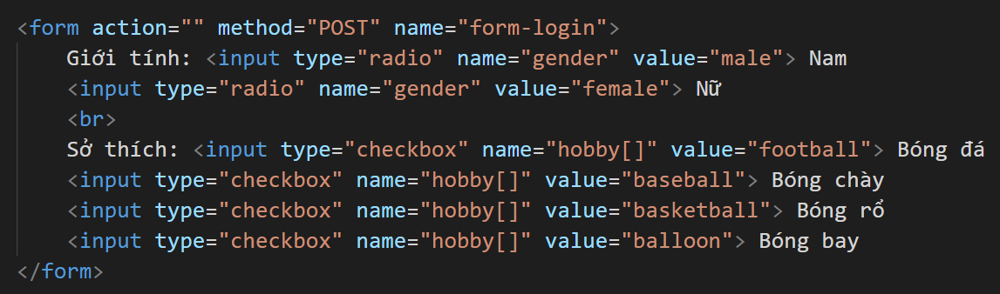 <form action="" method="POST" name="form-login">
    Giới tính: <input type="radio" name="gender" value="male"> Nam
    <input type="radio" name="gender" value="female"> Nữ
    <br>
    Sở thích: <input type="checkbox" name="hobby[]" value="football"> Bóng đá
    <input type="checkbox" name="hobby[]" value="baseball"> Bóng chày
    <input type="checkbox" name="hobby[]" value="basketball"> Bóng rổ
    <input type="checkbox" name="hobby[]" value="balloon"> Bóng bay
</form>